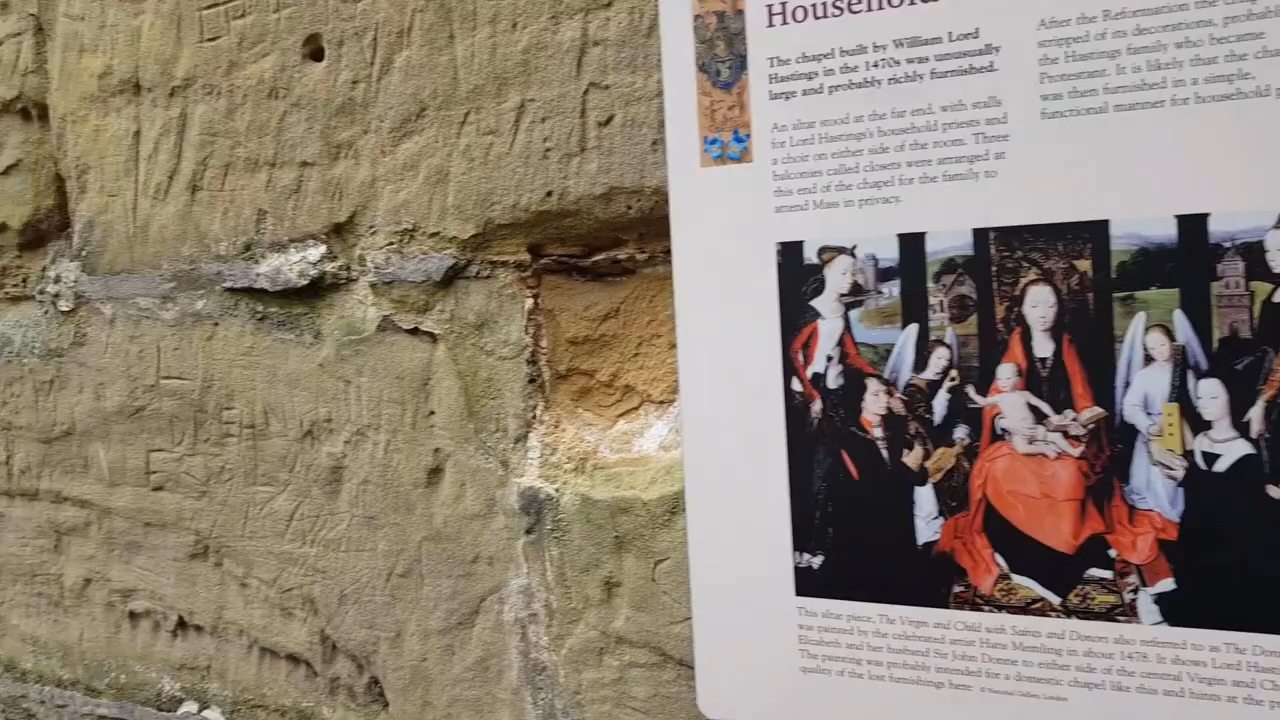 Household
The chapel built by William Lord
Hastings in the 1470s was unusually
large and probably richly furnished.
An altar stood at the far end, with stalls
for Lord Hastings's household priests and
a choir on either side of the room. Three
balconies called closets were arranged at
this end of the chapel for the family to
attend Mass in privacy.
After the Reformation the
stripped of its decorations, probab
the Hastings family who became
Protestant. It is likely that the cha
was then furnished in a simple,
functional manner for household
This altar piece, The Virgin and Child with Saints and Donors also referred to as The Don
was painted by the celebrated artist Hans Memling in about 1478. It shows Lord Hast
Elizabeth and her husband Sir John Donne to either side of the central Virgin and Ch
The painting was probably intended for a domestic chapel like this and hints at the
quality of the lost furnishings here. © National Gallery, London